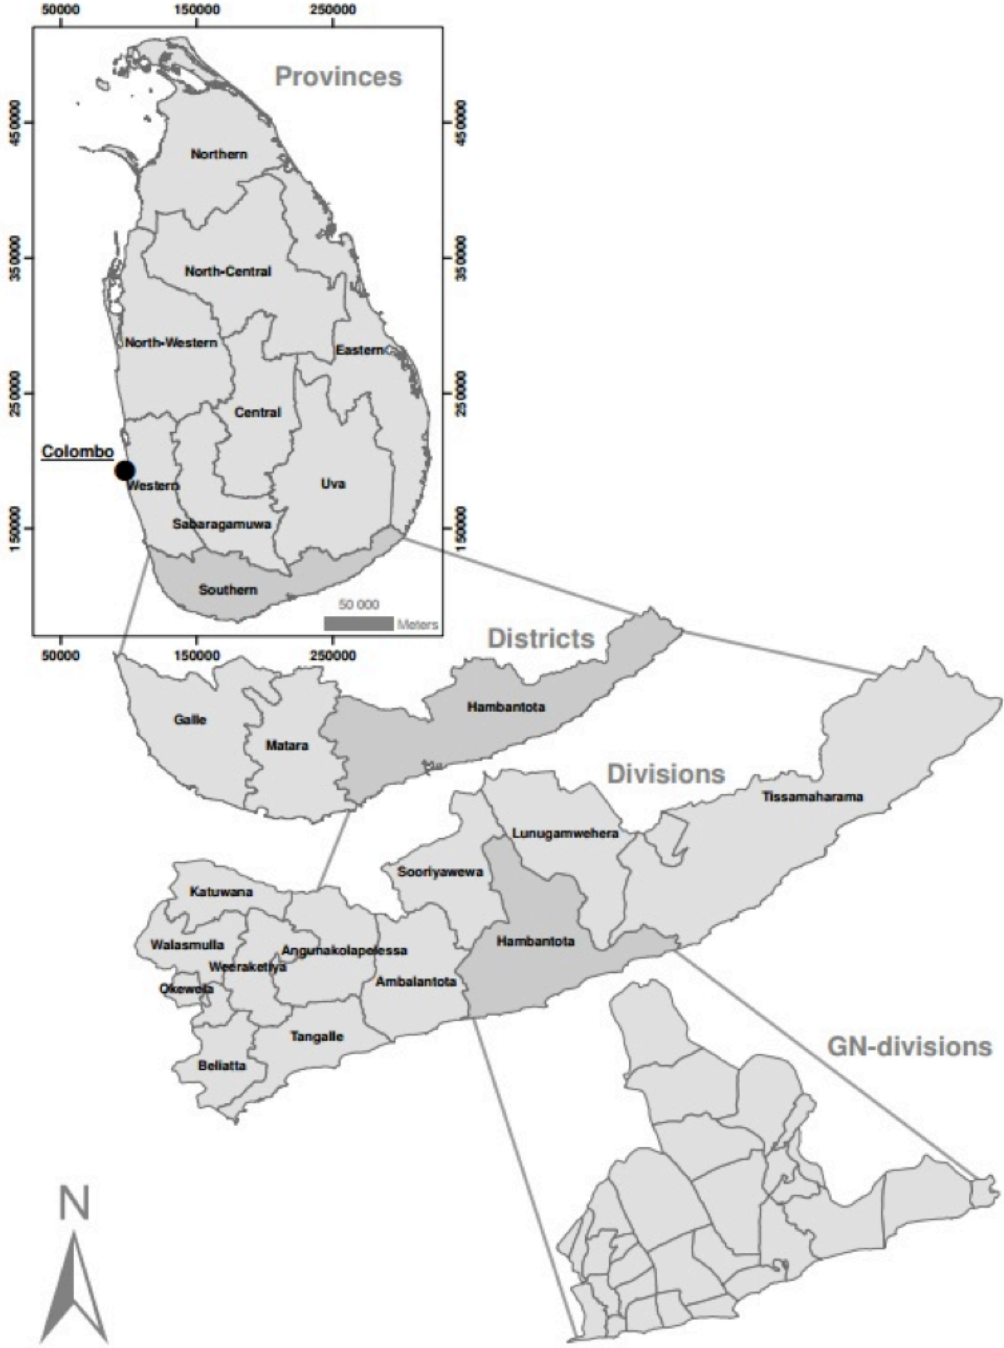 50000 150000 250000
Provinces
450000 450000
Northern
350000 350000
North-Central
North-Western
Eastern
250000 250000
Central
Colombo
Western
Uva
150000 150000
Sabaragamuwa
Southern
50 000
Meters
50000 150000 250000
Districts
Hambantota
Galle
Matara
Divisions
Tissamaharama
Lunugamwehera
Sooriyawewa
Katuwana
Hambantota
Walasmulla
Angunakolapelessa
Weeraketiya
Ambalantota
Okewela
Tangalle
GN-divisions
Beliatta
N